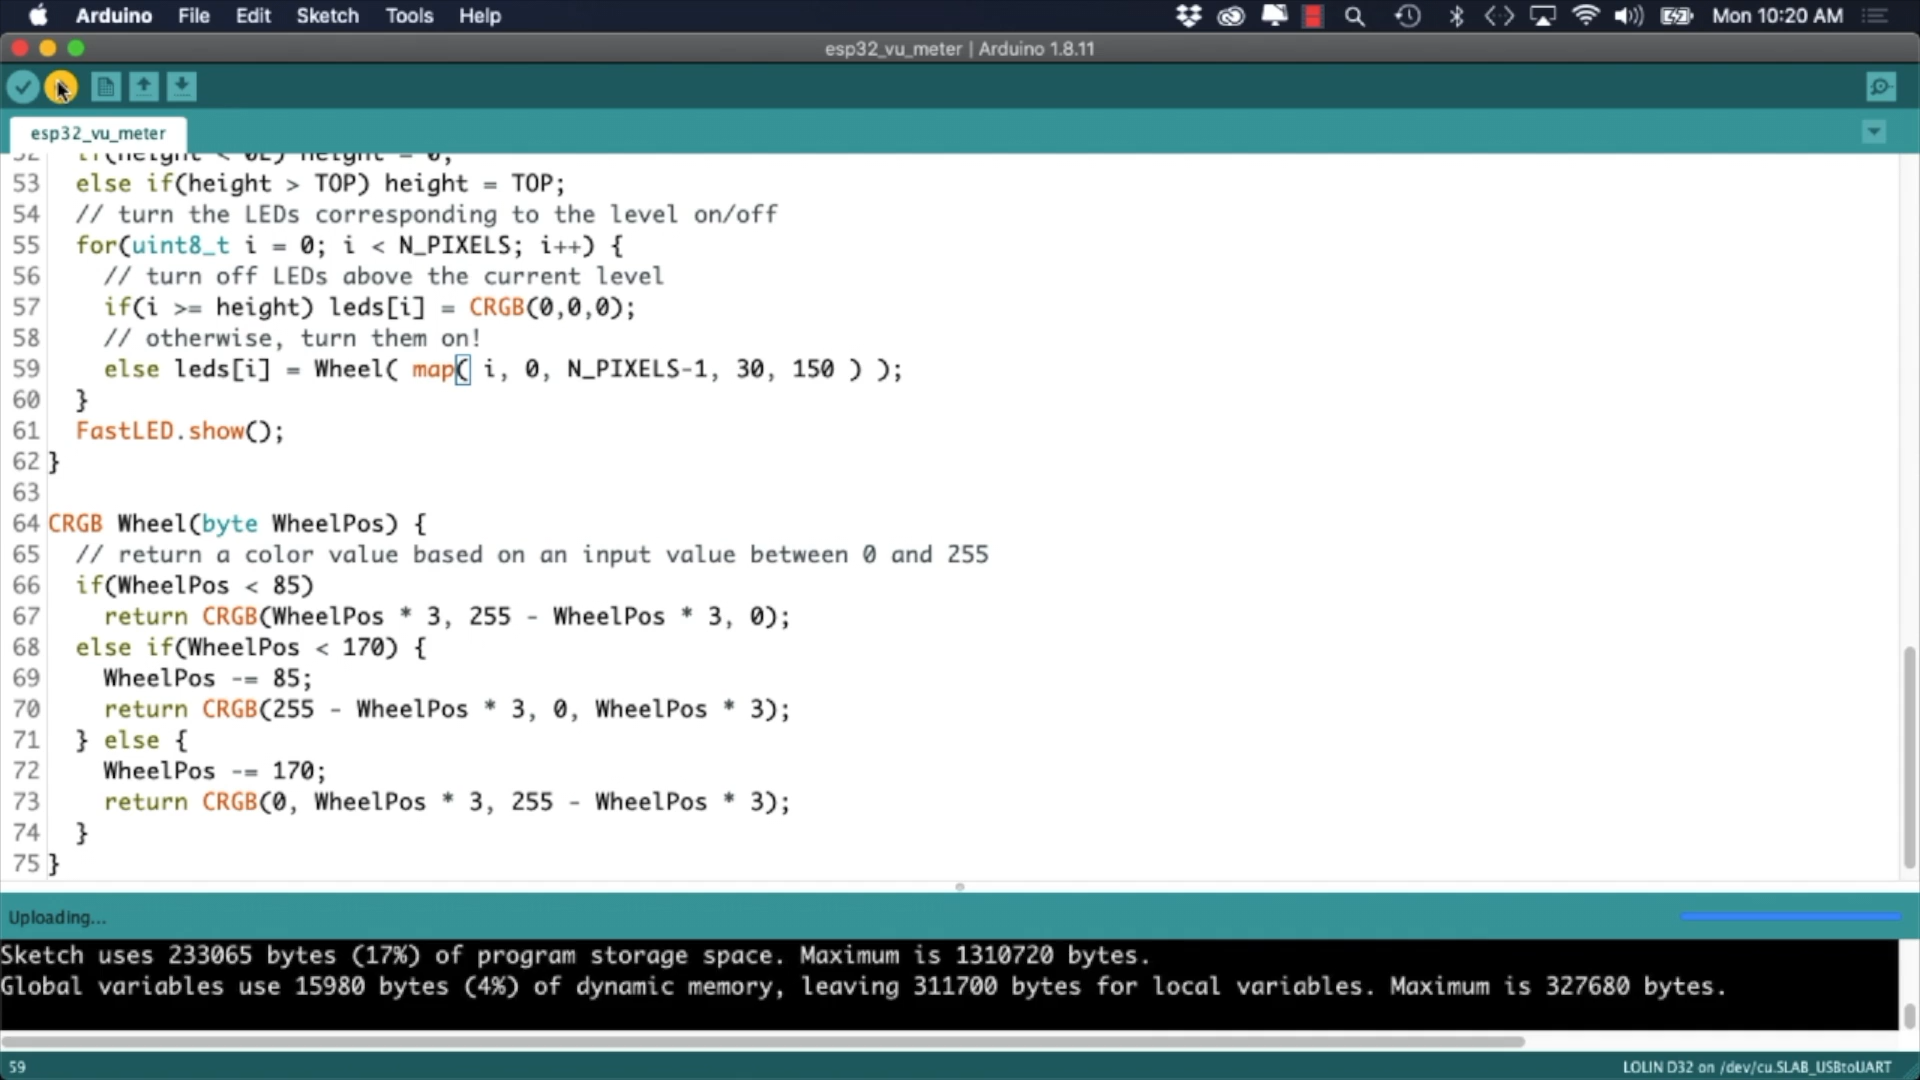 Arduino File Edit Sketch Tools Help Mon 10:20 AM
esp32_vu_meter | Arduino 1.8.11
esp32_vu_meter
52 if(height < 0L) height = 0;
53 else if(height > TOP) height = TOP;
54 // turn the LEDs corresponding to the level on/off
55 for(uint8_t i = 0; i < N_PIXELS; i++) {
56 // turn off LEDs above the current level
57 if(i >= height) leds[i] = CRGB(0,0,0);
58 // otherwise, turn them on!
59 else leds[i] = Wheel( map( i, 0, N_PIXELS-1, 30, 150 ) );
60 }
61 FastLED.show();
62 }
63
64 CRGB Wheel(byte WheelPos) {
65 // return a color value based on an input value between 0 and 255
66 if(WheelPos < 85)
67 return CRGB(WheelPos * 3, 255 - WheelPos * 3, 0);
68 else if(WheelPos < 170) {
69 WheelPos -= 85;
70 return CRGB(255 - WheelPos * 3, 0, WheelPos * 3);
71 } else {
72 WheelPos -= 170;
73 return CRGB(0, WheelPos * 3, 255 - WheelPos * 3);
74 }
75 }
Uploading...
Sketch uses 233065 bytes (17%) of program storage space. Maximum is 1310720 bytes.
Global variables use 15980 bytes (4%) of dynamic memory, leaving 311700 bytes for local variables. Maximum is 327680 bytes.
59 LOLIN D32 on /dev/cu.SLAB_USBtoUART